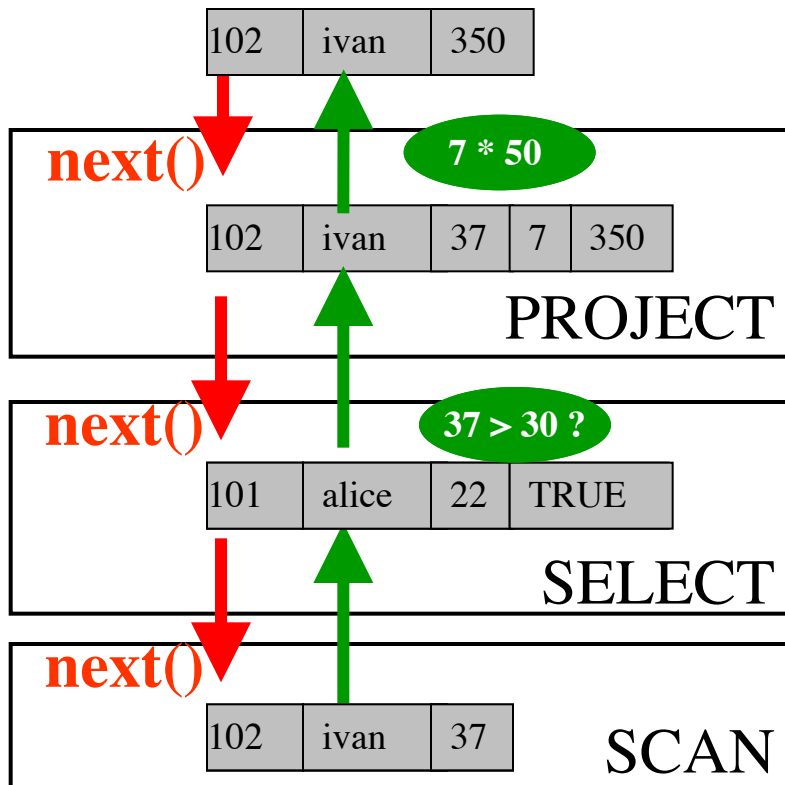 102 ivan 350
next() 7 * 50
102 ivan 37 7 350
PROJECT
next() 37 > 30 ?
101 alice 22 TRUE
SELECT
next()
102 ivan 37
SCAN